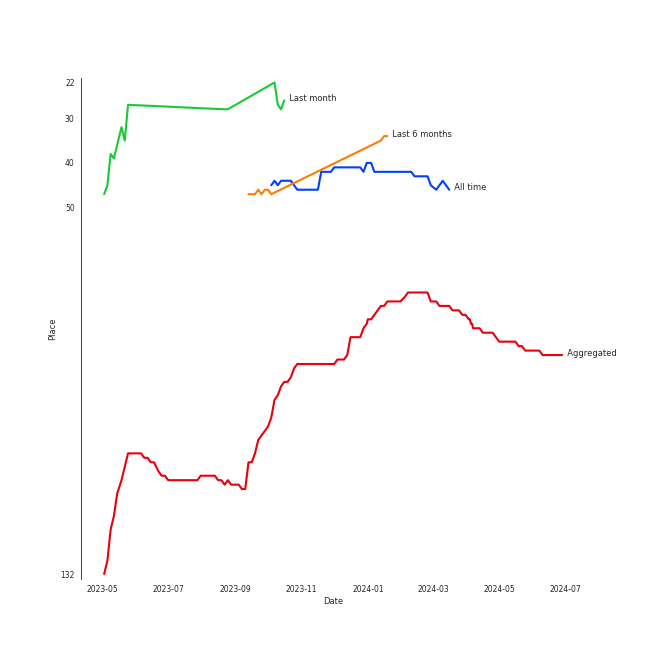 22
Last month
30
Last 6 months
40
All time
50
Place
Aggregated
132
2023-05 2023-07 2023-09 2023-11 2024-01 2024-03 2024-05 2024-07
Date